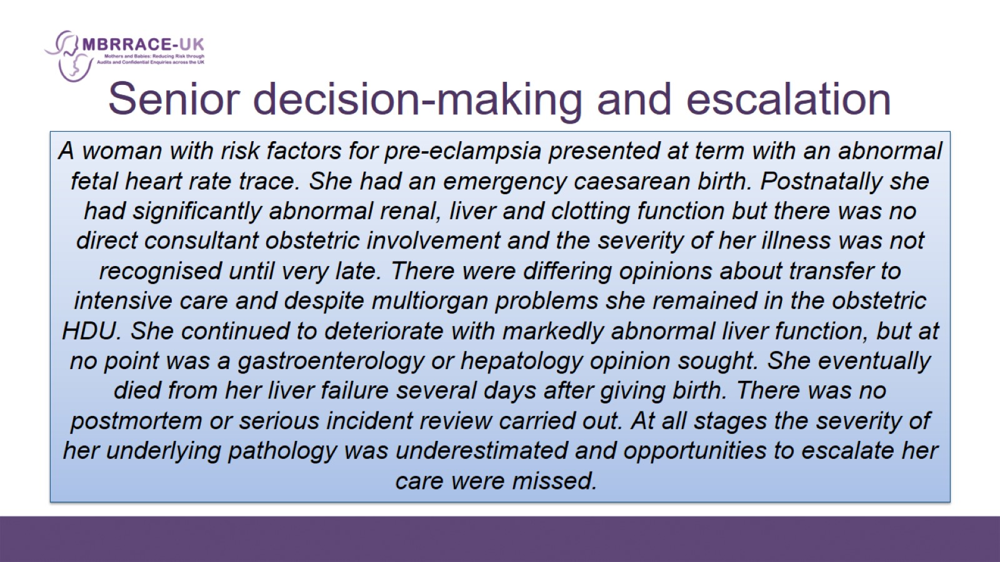 MBRRACE-UK
Mothers and Babies: Reducing Risk through
Audits and Confidential Enquiries across the UK
Senior decision-making and escalation
A woman with risk factors for pre-eclampsia presented at term with an abnormal
fetal heart rate trace. She had an emergency caesarean birth. Postnatally she
had significantly abnormal renal, liver and clotting function but there was no
direct consultant obstetric involvement and the severity of her illness was not
recognised until very late. There were differing opinions about transfer to
intensive care and despite multiorgan problems she remained in the obstetric
HDU. She continued to deteriorate with markedly abnormal liver function, but at
no point was a gastroenterology or hepatology opinion sought. She eventually
died from her liver failure several days after giving birth. There was no
postmortem or serious incident review carried out. At all stages the severity of
her underlying pathology was underestimated and opportunities to escalate her
care were missed.